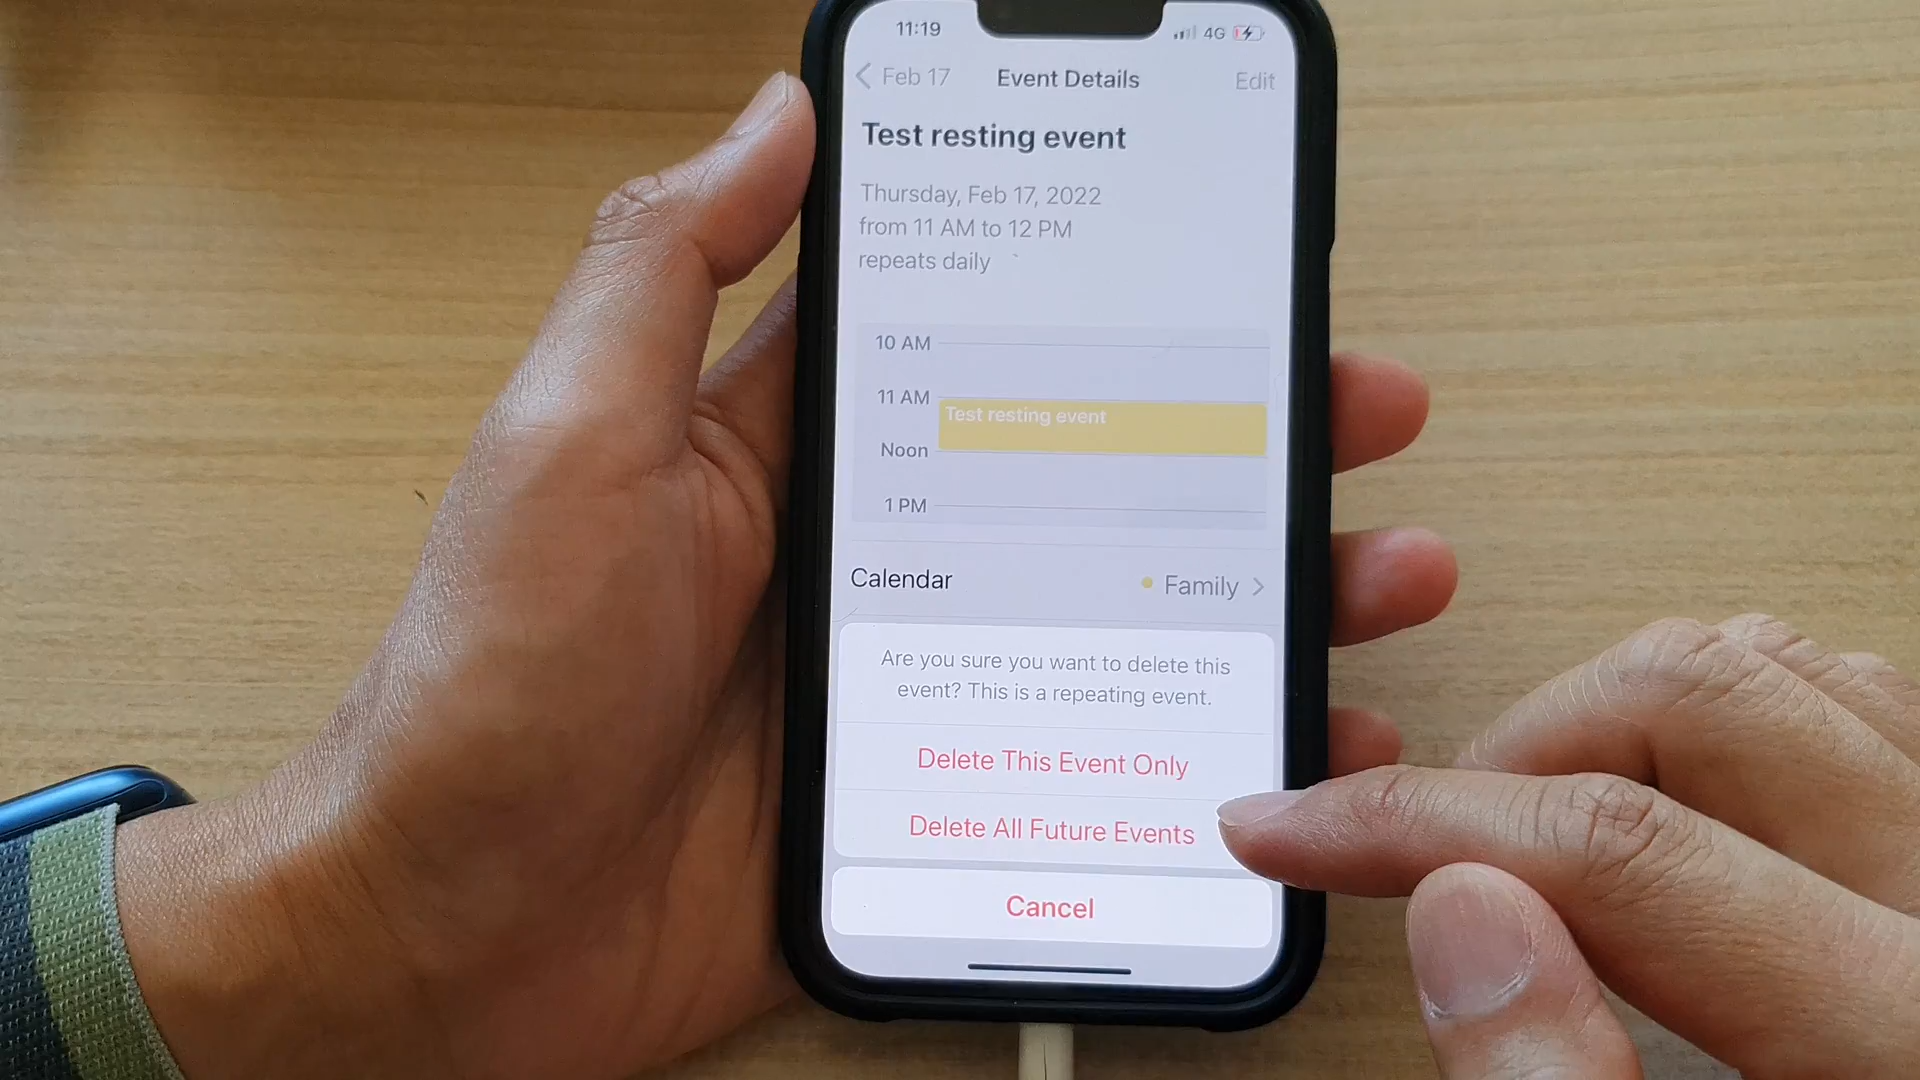 11:19 4G
Feb 17 Event Details Edit
Test resting event
Thursday, Feb 17, 2022
from 11 AM to 12 PM
repeats daily
10 AM
11 AM
Test resting event
Noon
1 PM
Calendar Family
Are you sure you want to delete this
event? This is a repeating event.
Delete This Event Only
Delete All Future Events
Cancel